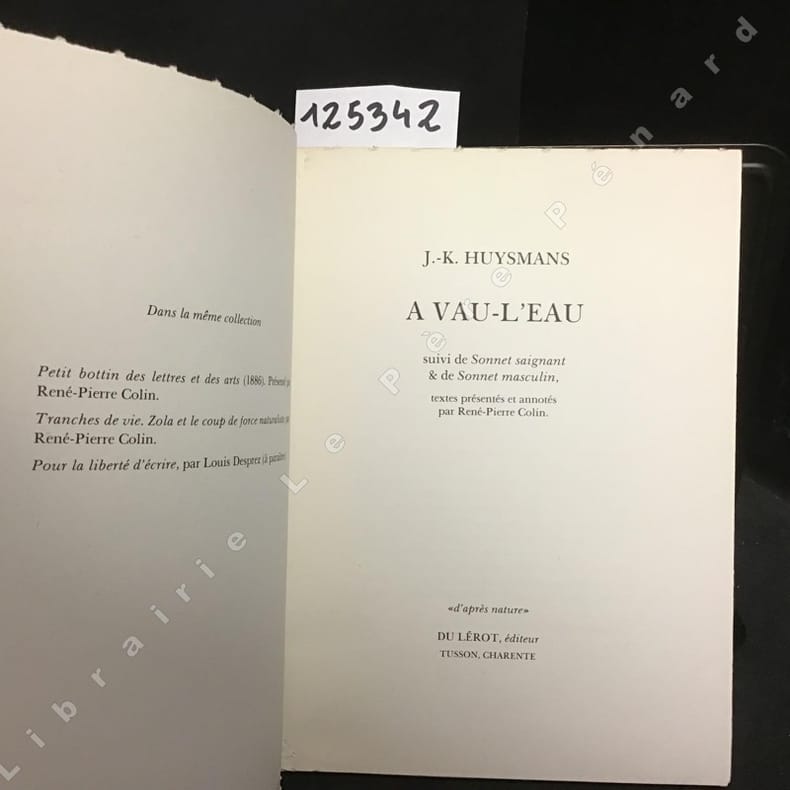 125342
Dans la même collection
Petit bottin des lettres et des arts (1886). Présenté
René-Pierre Colin.
Tranches de vie. Zola et le coup de force naturaliste
René-Pierre Colin.
Pour la liberté d'écrire, par Louis Desprez (à paraître)
J.-K. HUYSMANS
A VAU-L'EAU
suivi de Sonnet saignant
& de Sonnet masculin,
textes présentés et annotés
par René-Pierre Colin.
«d'après nature»
DU LÉROT, éditeur
TUSSON, CHARENTE
Librairie Le Père Pénard